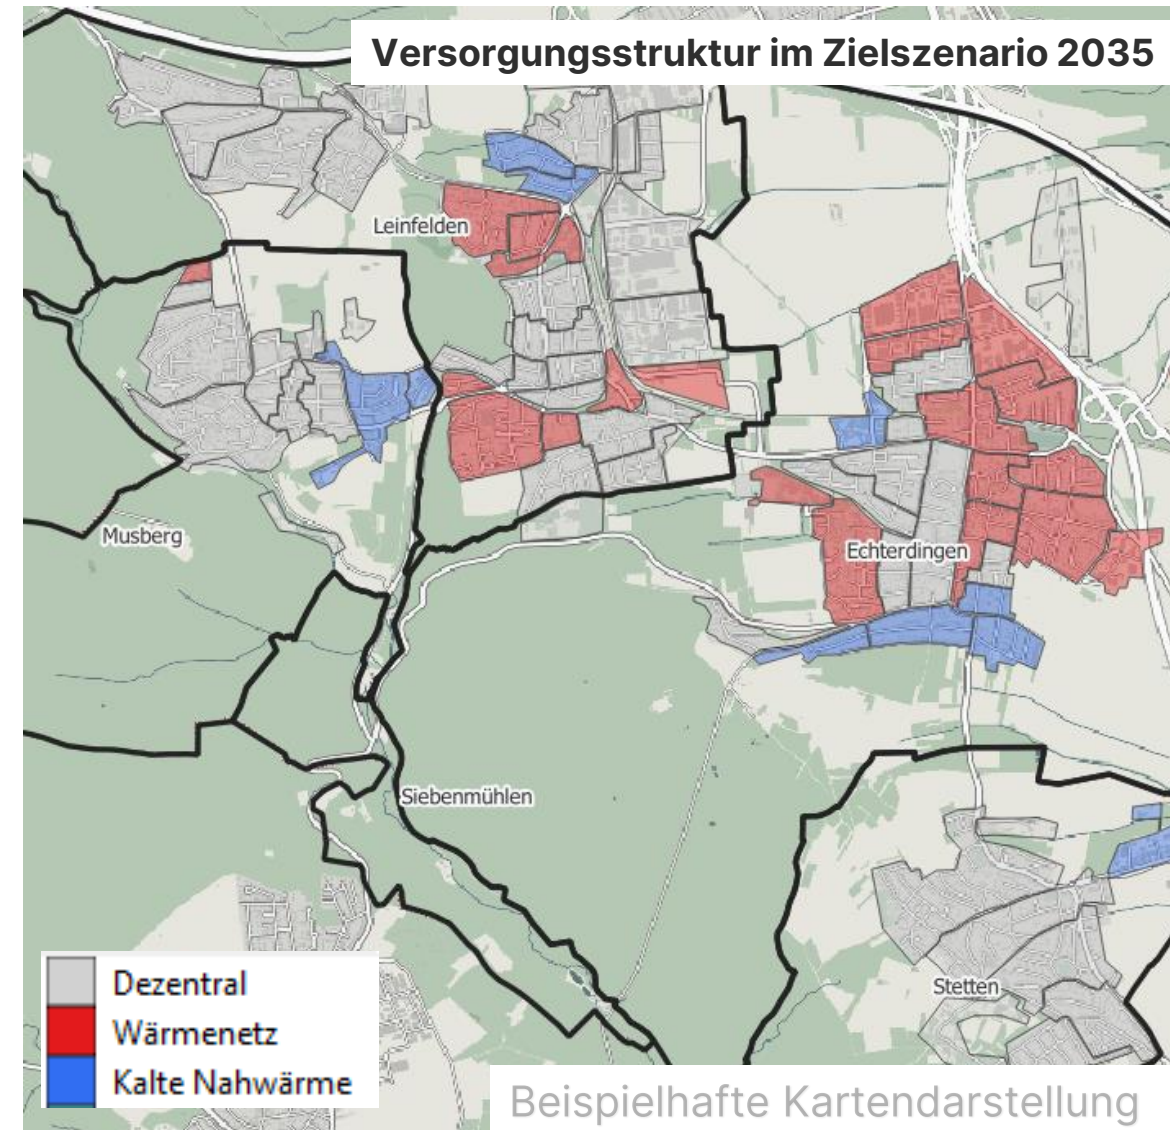 Versorgungsstruktur im Zielszenario 2035
Leinfelden
Musberg
Echterdingen
Siebenmühlen
Stetten
Dezentral
Wärmenetz
Kalte Nahwärme
Beispielhafte Kartendarstellung